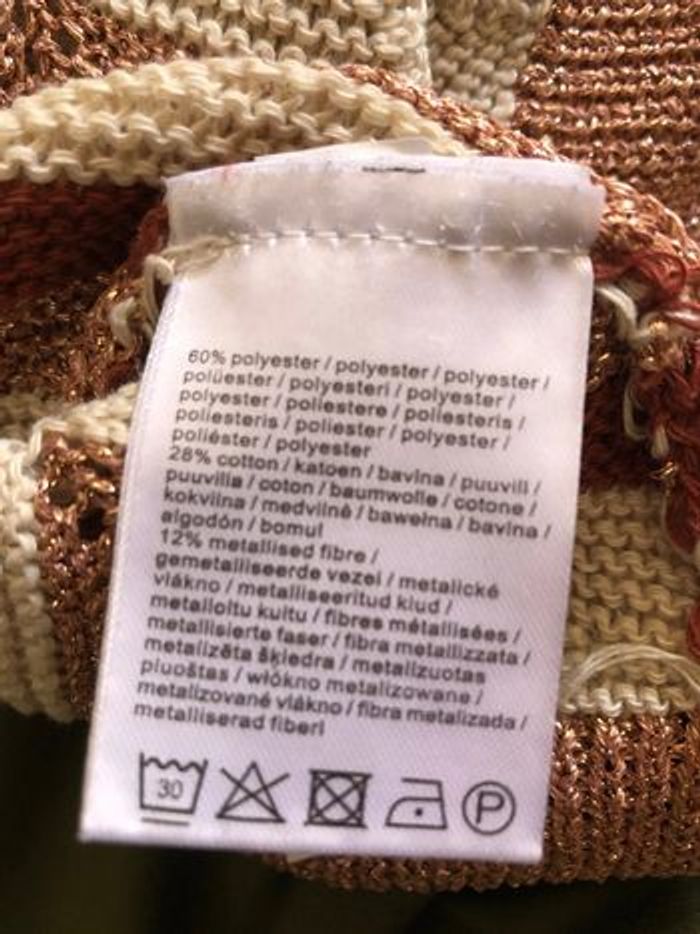 60% polyester / polyester / polyester /
polüester / polyesteri / polyester /
polyester / poliestere / poliesteris /
poliesteris / poliester / polyester /
poliéster / polyester
28% cotton / katoen / bavlna / puuvill /
puuvilla / coton / baumwolle / cotone /
kokvilna / medvilnė / bawełna / bavlna /
algodón / bomul
12% metallised fibre /
gemetalliseerde vezel / metalické
vlákno / metalliseeritud kiud /
metalloitu kuitu / fibres métallisées /
metallisierte faser / fibra metallizzata /
metalizēta šķiedra / metalizuotas
pluoštas / włókno metalizowane /
metalizované vlákno / fibra metalizada /
metalliserad fiberl
30 P